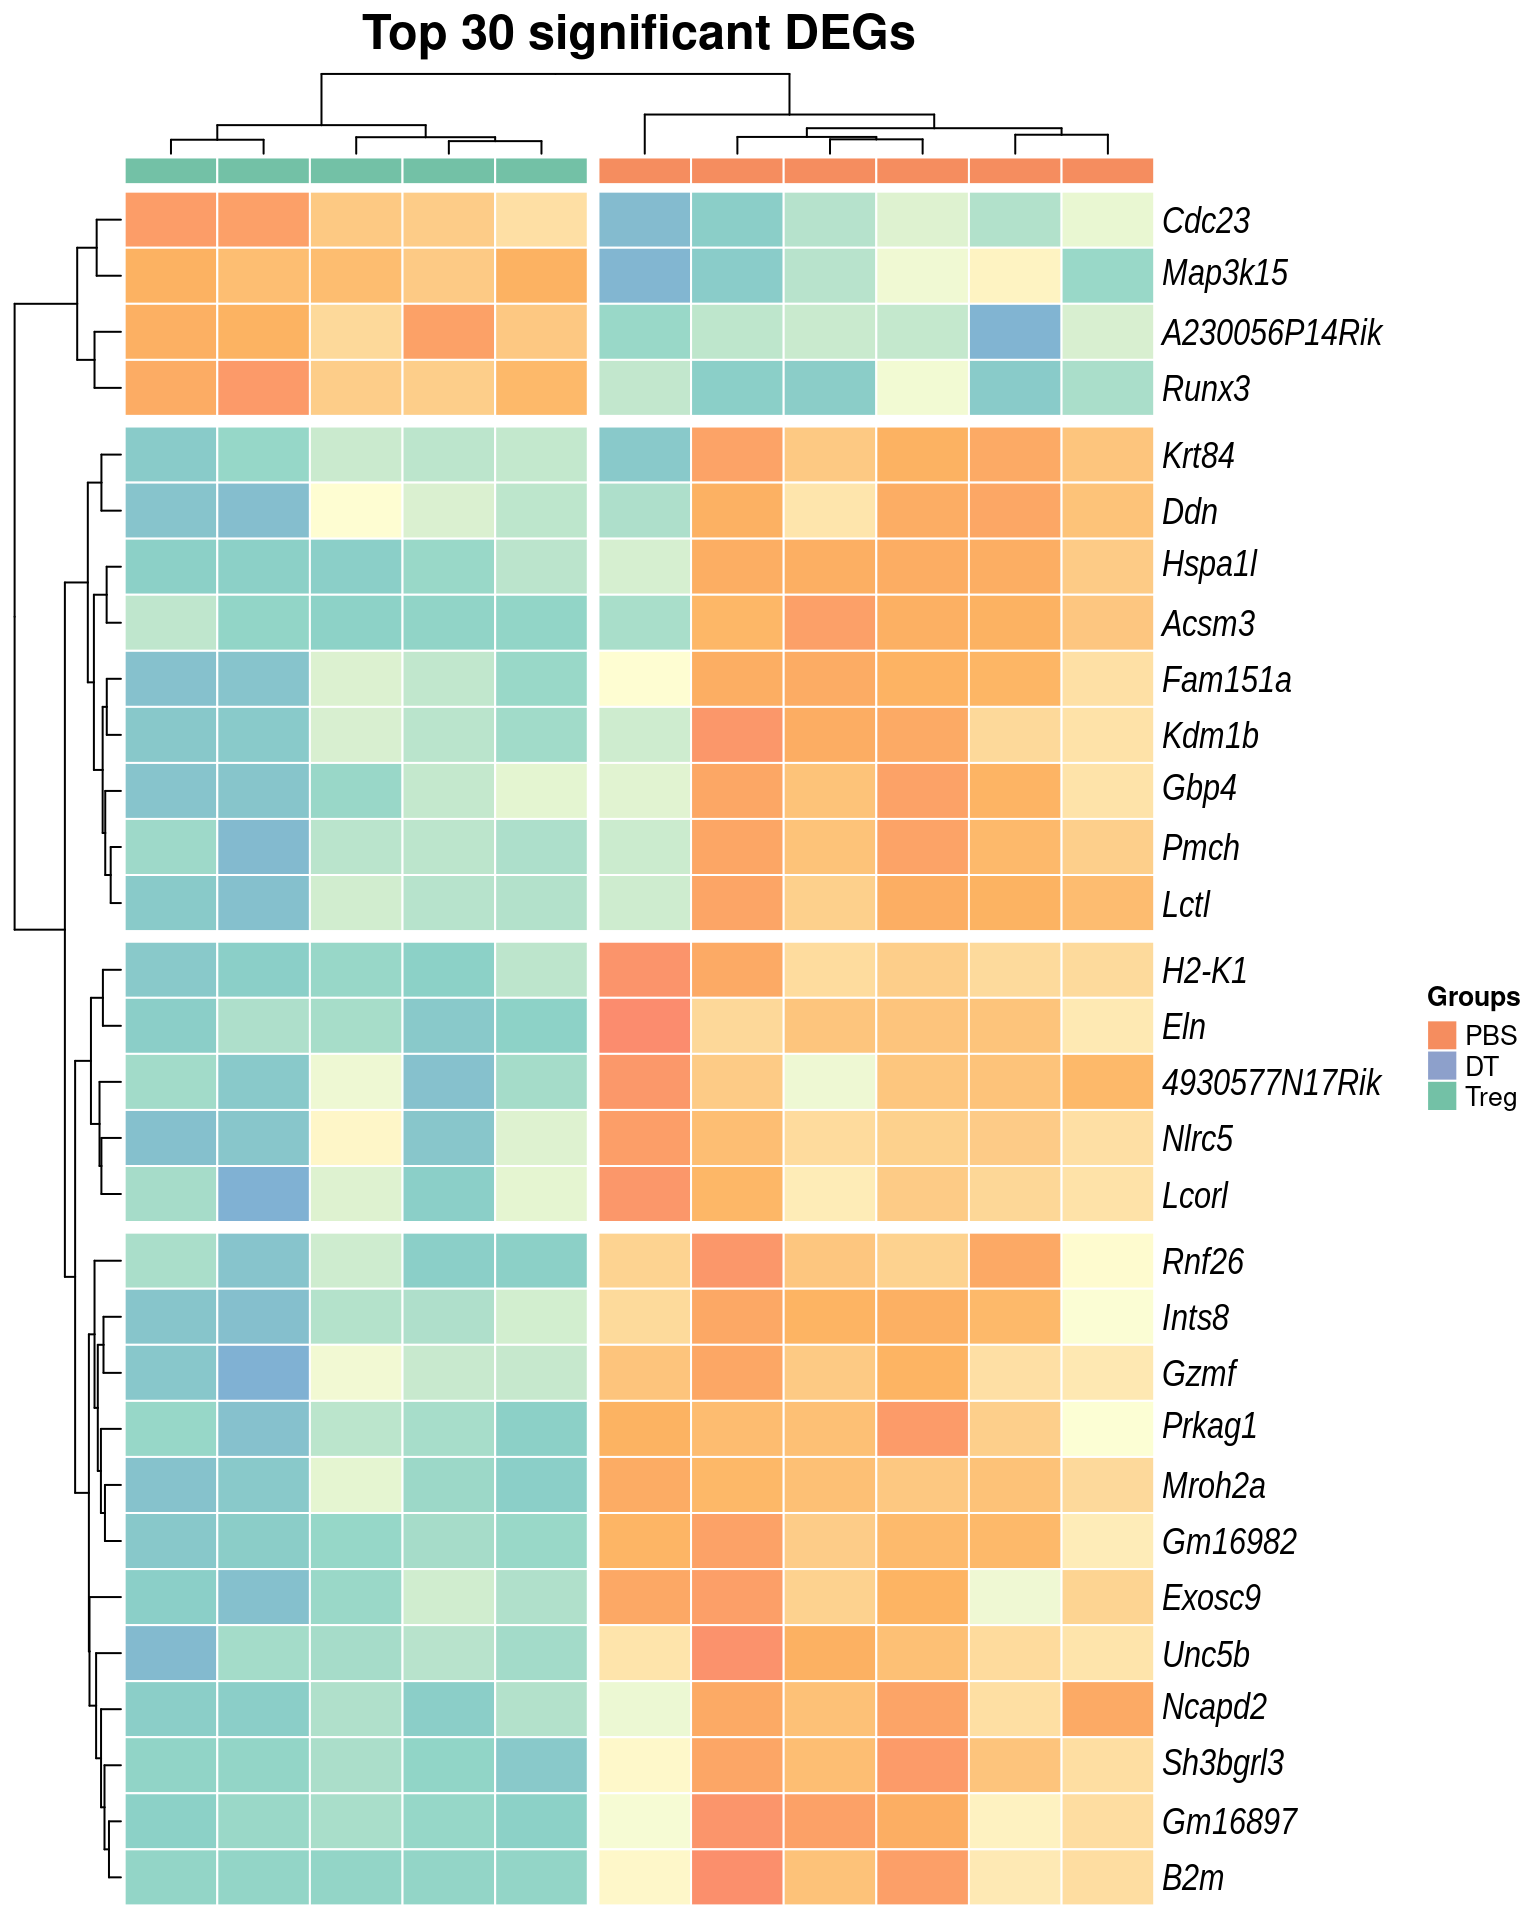 Top 30 significant DEGs
Cdc23
Map3k15
A230056P14Rik
Runx3
Krt84
Ddn
Hspa1l
Acsm3
Fam151a
Kdm1b
Gbp4
Pmch
Lctl
H2-K1
Eln
4930577N17Rik
Nlrc5
Lcorl
Rnf26
Ints8
Gzmf
Prkag1
Mroh2a
Gm16982
Exosc9
Unc5b
Ncapd2
Sh3bgrl3
Gm16897
B2m
Groups
PBS
DT
Treg